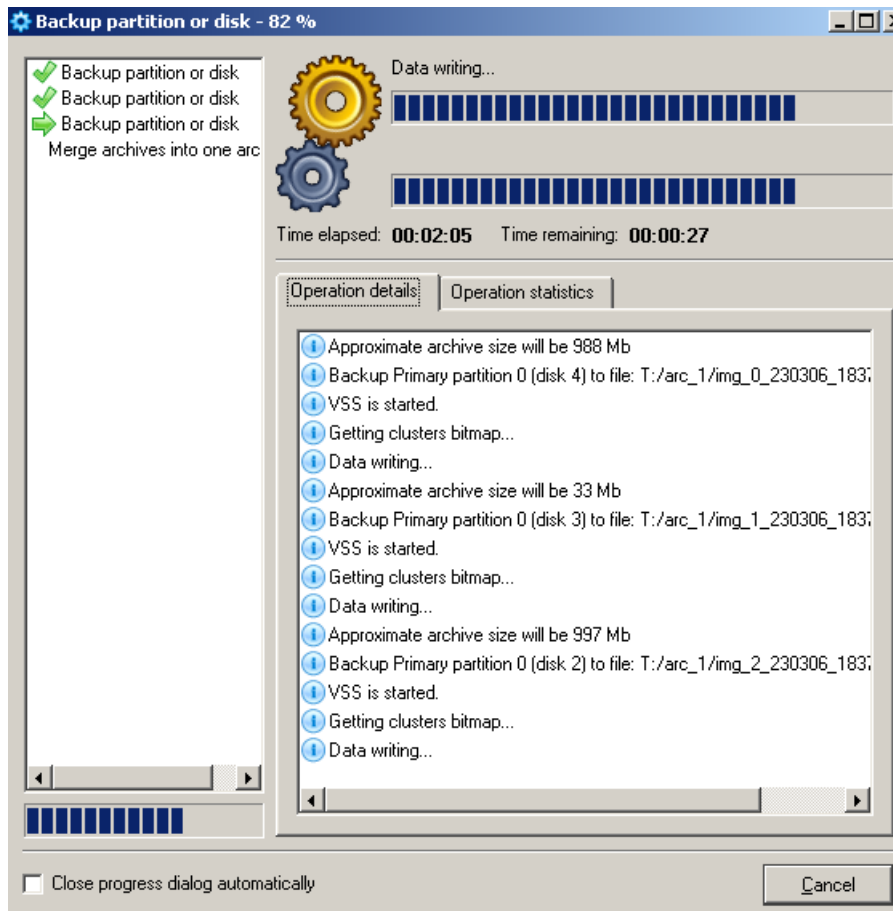 Backup partition or disk - 82 %
Backup partition or disk
Backup partition or disk
Backup partition or disk
Merge archives into one arc
Data writing...
Time elapsed: 00:02:05 Time remaining: 00:00:27
Operation details Operation statistics
Approximate archive size will be 988 Mb
Backup Primary partition 0 (disk 4) to file: T:/arc_1/img_0_230306_1837
VSS is started.
Getting clusters bitmap...
Data writing...
Approximate archive size will be 33 Mb
Backup Primary partition 0 (disk 3) to file: T:/arc_1/img_1_230306_1837
VSS is started.
Getting clusters bitmap...
Data writing...
Approximate archive size will be 997 Mb
Backup Primary partition 0 (disk 2) to file: T:/arc_1/img_2_230306_1837
VSS is started.
Getting clusters bitmap...
Data writing...
Close progress dialog automatically
Cancel